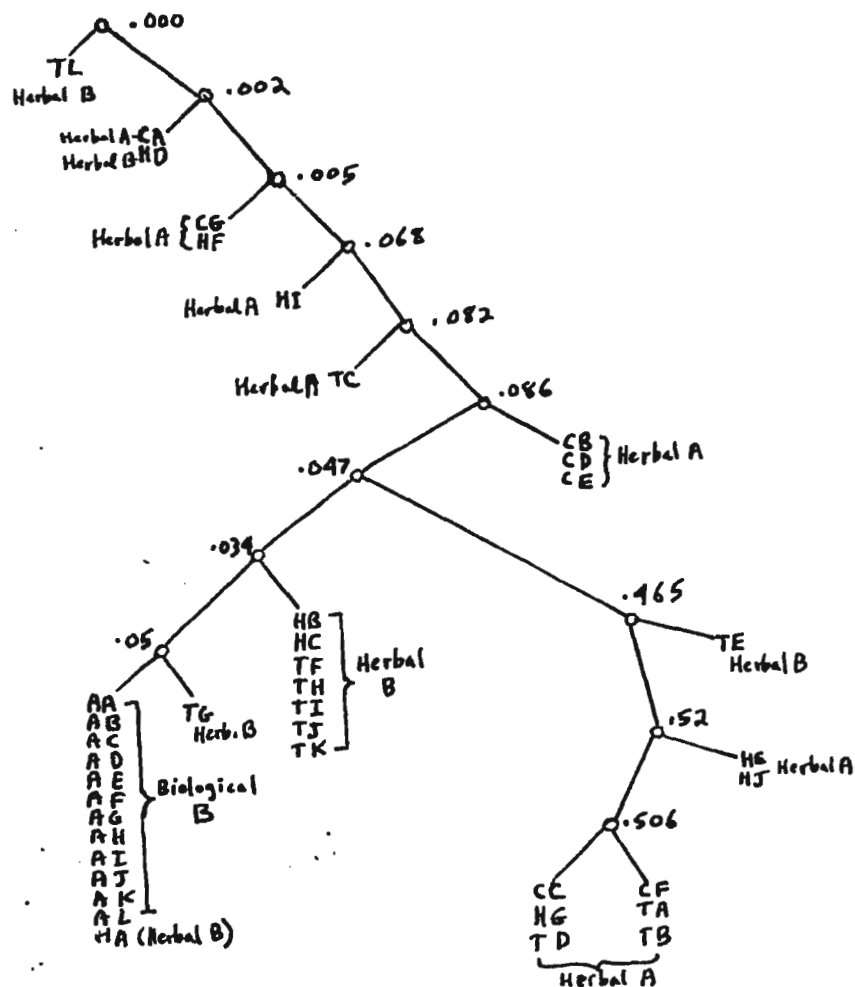 .000
TL
Herbal B
.002
Herbal A-CA
Herbal B HD
.005
Herbal A { CG
HF
.068
Herbal A HI
.082
Herbal A TC
.086
CB
CD } Herbal A
CE
.047
.034
.465
HB
HC
TF
TH
TI
TJ
TK
Herbal
B
TE
Herbal B
.05
TG
Herb. B
.52
AA
AB
AC
AD
AE
AF
AG
AH
AI
AJ
AK
AL
HA (Herbal B)
Biological
B
HE
HJ Herbal A
.506
CC CF
HG TA
TD TB
Herbal A